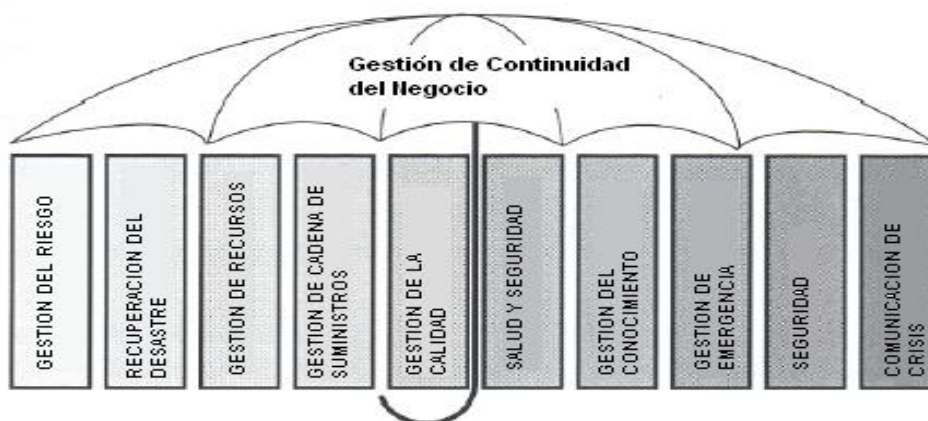 Gestión de Continuidad
del Negocio
GESTION DEL RIESGO
RECUPERACION DEL
DESASTRE
GESTION DE RECURSOS
GESTION DE CADENA DE
SUMINISTROS
GESTION DE LA
CALIDAD
SALUD Y SEGURIDAD
GESTION DEL
CONOCIMIENTO
GESTION DE
EMERGENCIA
SEGURIDAD
COMUNICACION DE
CRISIS